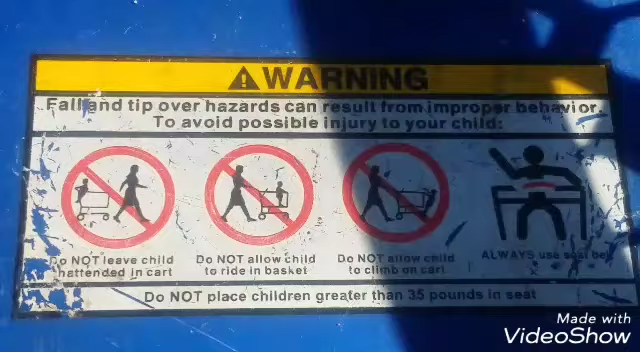 WARNING
Fall and tip over hazards can result from improper behavior.
To avoid possible injury to your child:
Do NOT leave child
unattended in cart
Do NOT allow child
to ride in basket
Do NOT allow child
to climb on cart
ALWAYS use seat belt
Do NOT place children greater than 35 pounds in seat
Made with
VideoShow